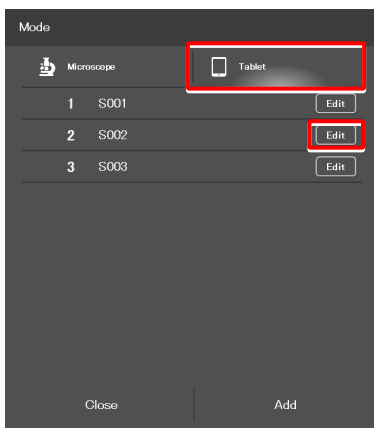 Mode
Microscope Tablet
1 S001 Edit
2 S002 Edit
3 S003 Edit
Close Add